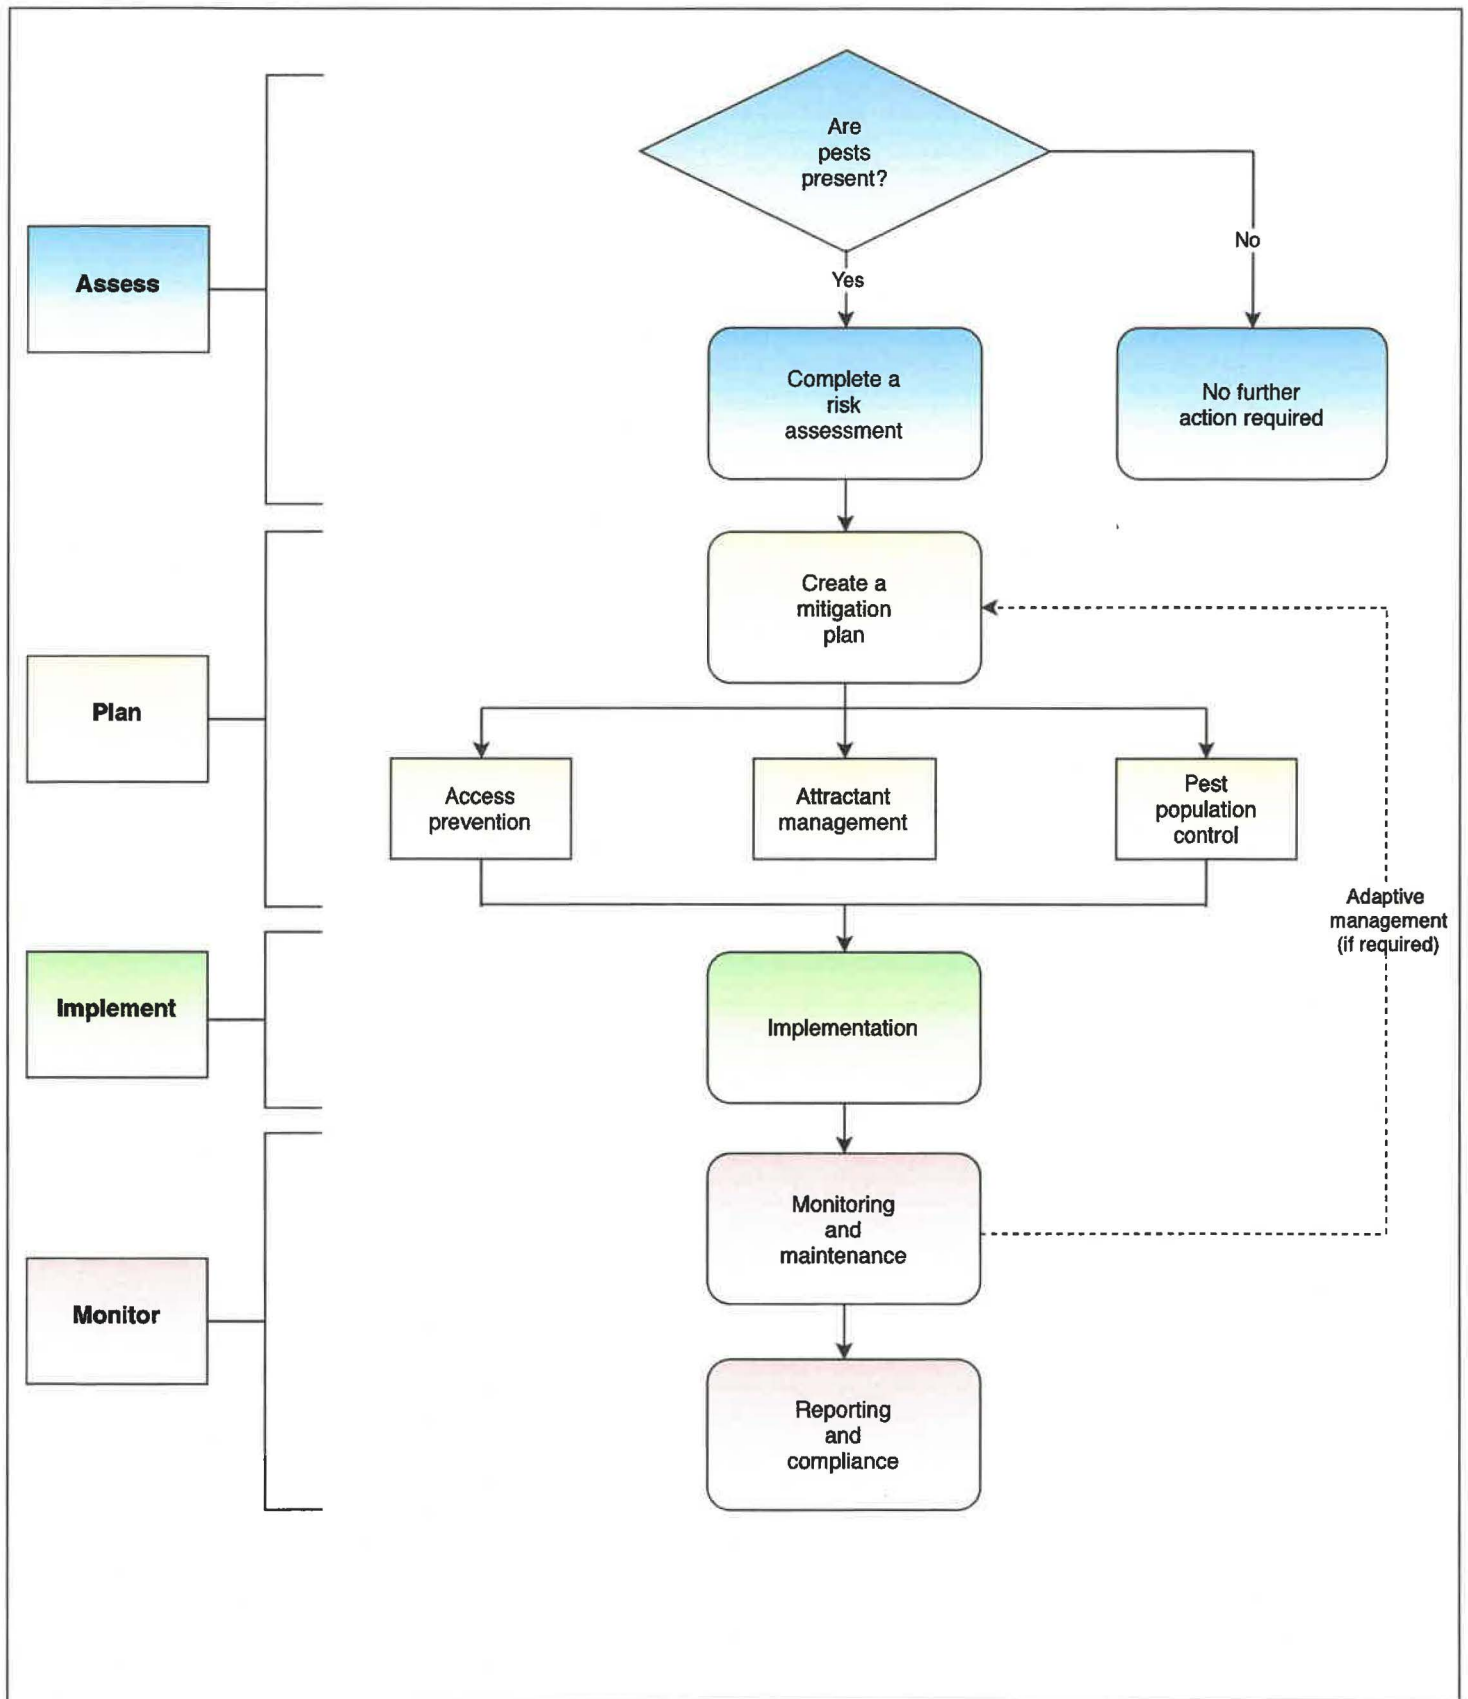 Are
pests
present?
No
Assess
Yes
Complete a
risk
assessment
No further
action required
Create a
mitigation
plan
Plan
Access
prevention
Attractant
management
Pest
population
control
Adaptive
management
(if required)
Implement
Implementation
Monitoring
and
maintenance
Monitor
Reporting
and
compliance